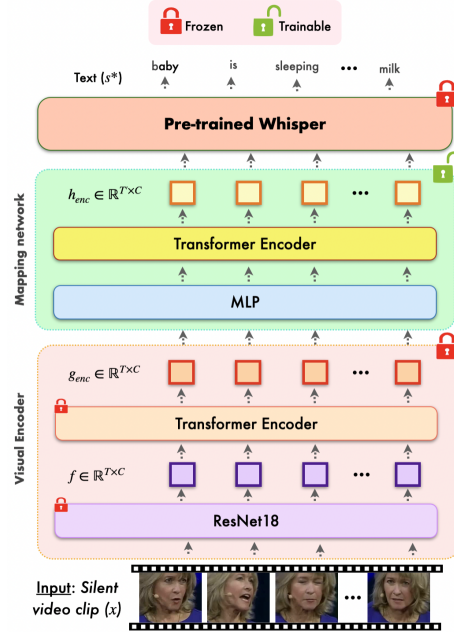 Frozen
Trainable
Text (s*)
baby is sleeping ••• milk
Pre-trained Whisper
Mapping network
h_enc ∈ ℝ^T×C
•••
Transformer Encoder
MLP
Visual Encoder
g_enc ∈ ℝ^T×C
•••
Transformer Encoder
f ∈ ℝ^T×C
•••
ResNet18
Input: Silent
video clip (x)
•••